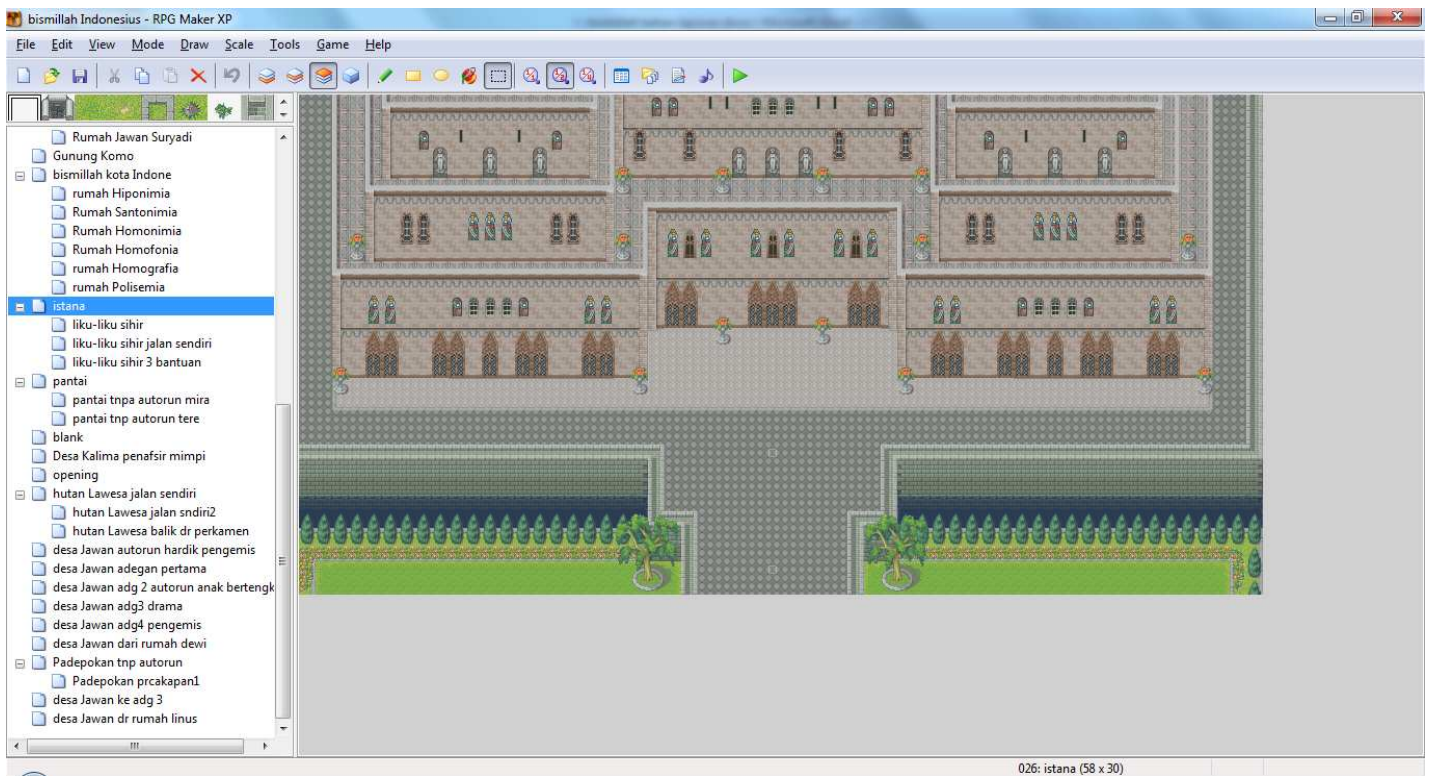 bismillah Indonesius - RPG Maker XP
File Edit View Mode Draw Scale Tools Game Help
Rumah Jawan Suryadi
Gunung Komo
bismillah kota Indone
rumah Hiponimia
Rumah Santonimia
Rumah Homonimia
Rumah Homofonia
rumah Homografia
rumah Polisemia
istana
liku-liku sihir
liku-liku sihir jalan sendiri
liku-liku sihir 3 bantuan
pantai
pantai tnpa autorun mira
pantai tnp autorun tere
blank
Desa Kalima penafsir mimpi
opening
hutan Lawesa jalan sendiri
hutan Lawesa jalan sndiri2
hutan Lawesa balik dr perkamen
desa Jawan autorun hardik pengemis
desa Jawan adegan pertama
desa Jawan adg 2 autorun anak bertengk
desa Jawan adg3 drama
desa Jawan adg4 pengemis
desa Jawan dari rumah dewi
Padepokan tnp autorun
Padepokan prcakapan1
desa Jawan ke adg 3
desa Jawan dr rumah linus
026: istana (58 x 30)